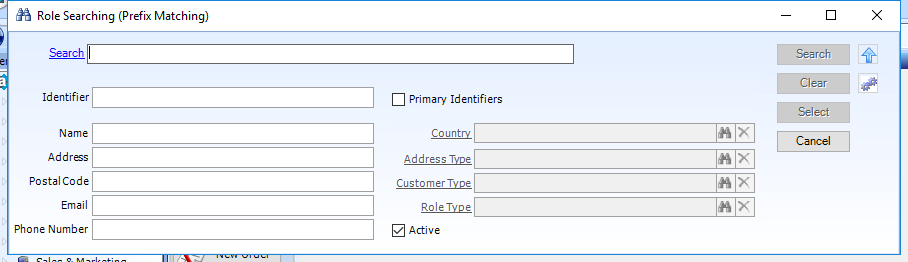 Role Searching (Prefix Matching)
Search
Search
Identifier
Primary Identifiers
Clear
Select
Name
Country
Cancel
Address
Address Type
Postal Code
Customer Type
Email
Role Type
Phone Number
Active
Sales & Marketing
New Order